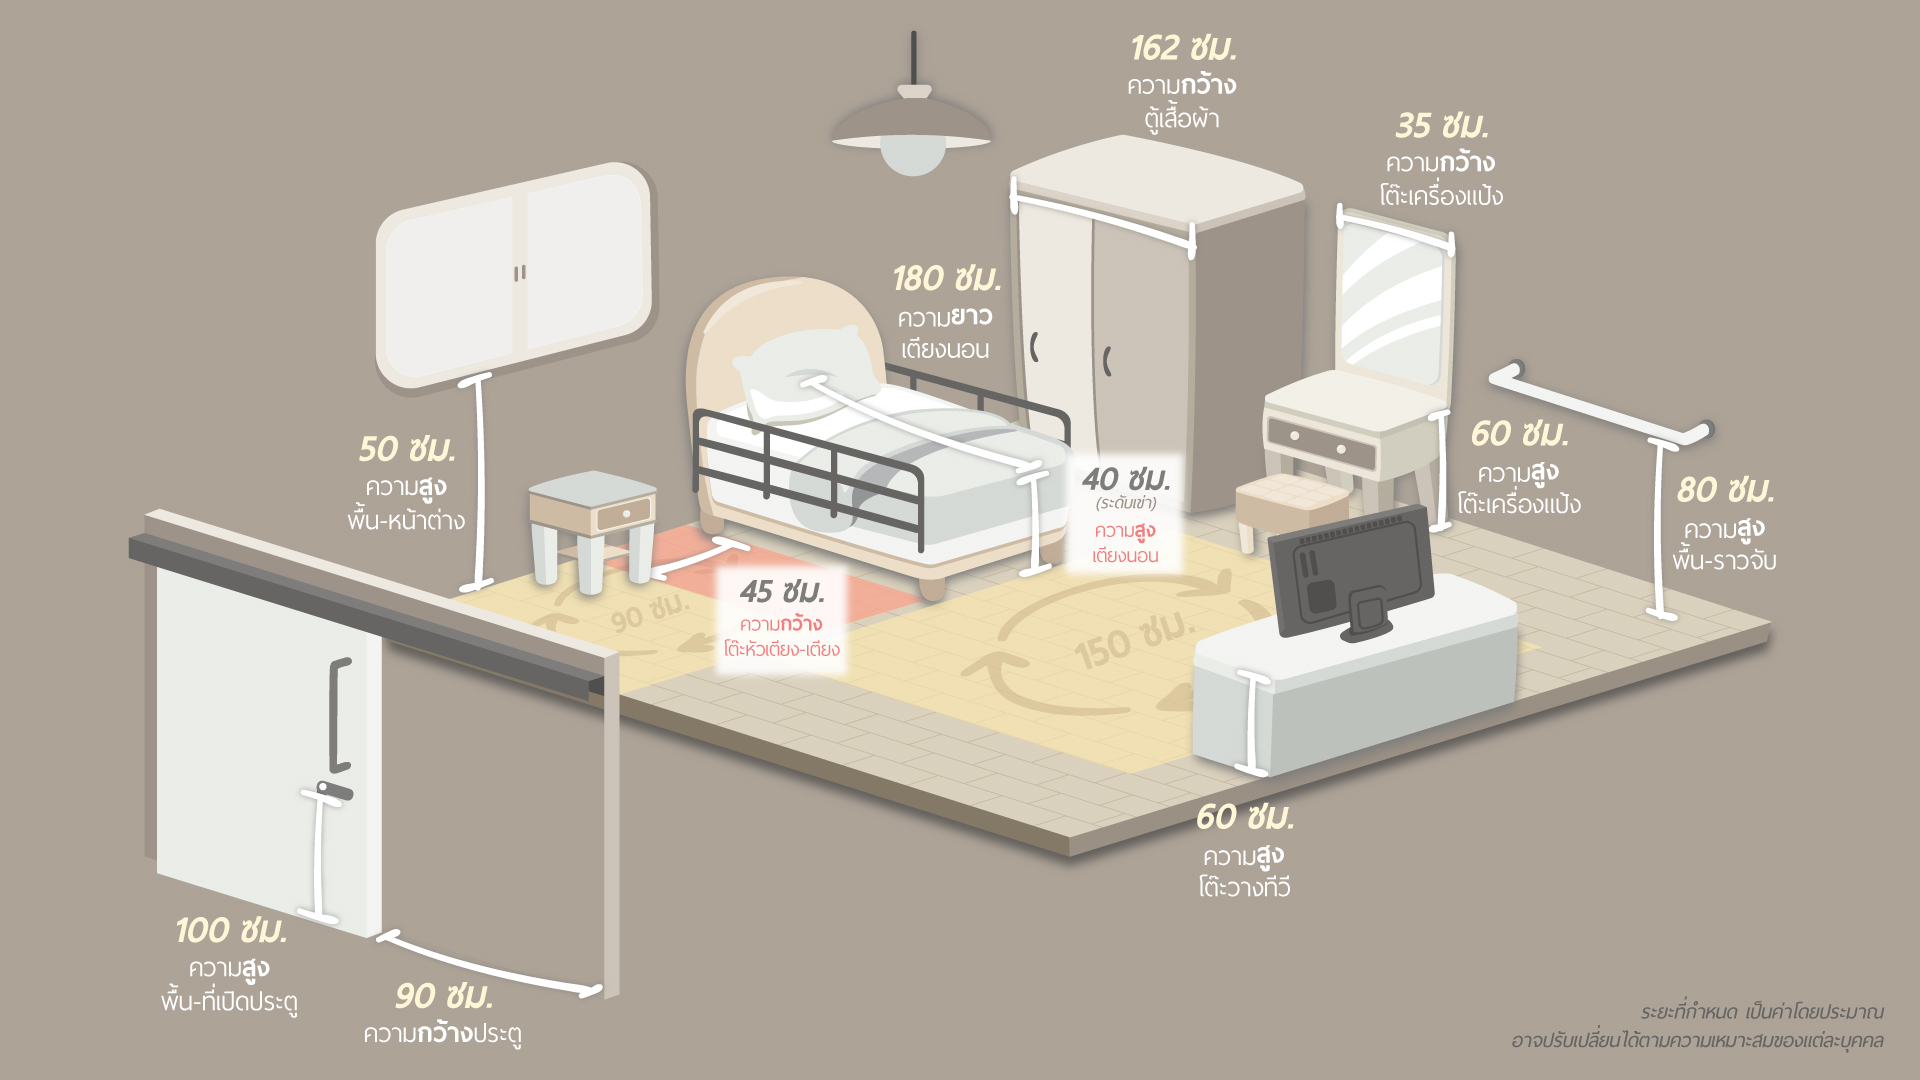 162 ซม.
ความกว้าง
ตู้เสื้อผ้า
35 ซม.
ความกว้าง
โต๊ะเครื่องแป้ง
180 ซม.
ความยาว
เตียงนอน
50 ซม.
ความสูง
พื้น-หน้าต่าง
40 ซม.
(ระดับเข่า)
ความสูง
เตียงนอน
60 ซม.
ความสูง
โต๊ะเครื่องแป้ง
80 ซม.
ความสูง
พื้น-ราวจับ
90 ซม.
45 ซม.
ความกว้าง
โต๊ะหัวเตียง-เตียง
150 ซม.
60 ซม.
ความสูง
โต๊ะวางทีวี
100 ซม.
ความสูง
พื้น-ที่เปิดประตู
90 ซม.
ความกว้างประตู
ระยะที่กำหนด เป็นค่าโดยประมาณ
อาจปรับเปลี่ยนได้ตามความเหมาะสมของแต่ละบุคคล